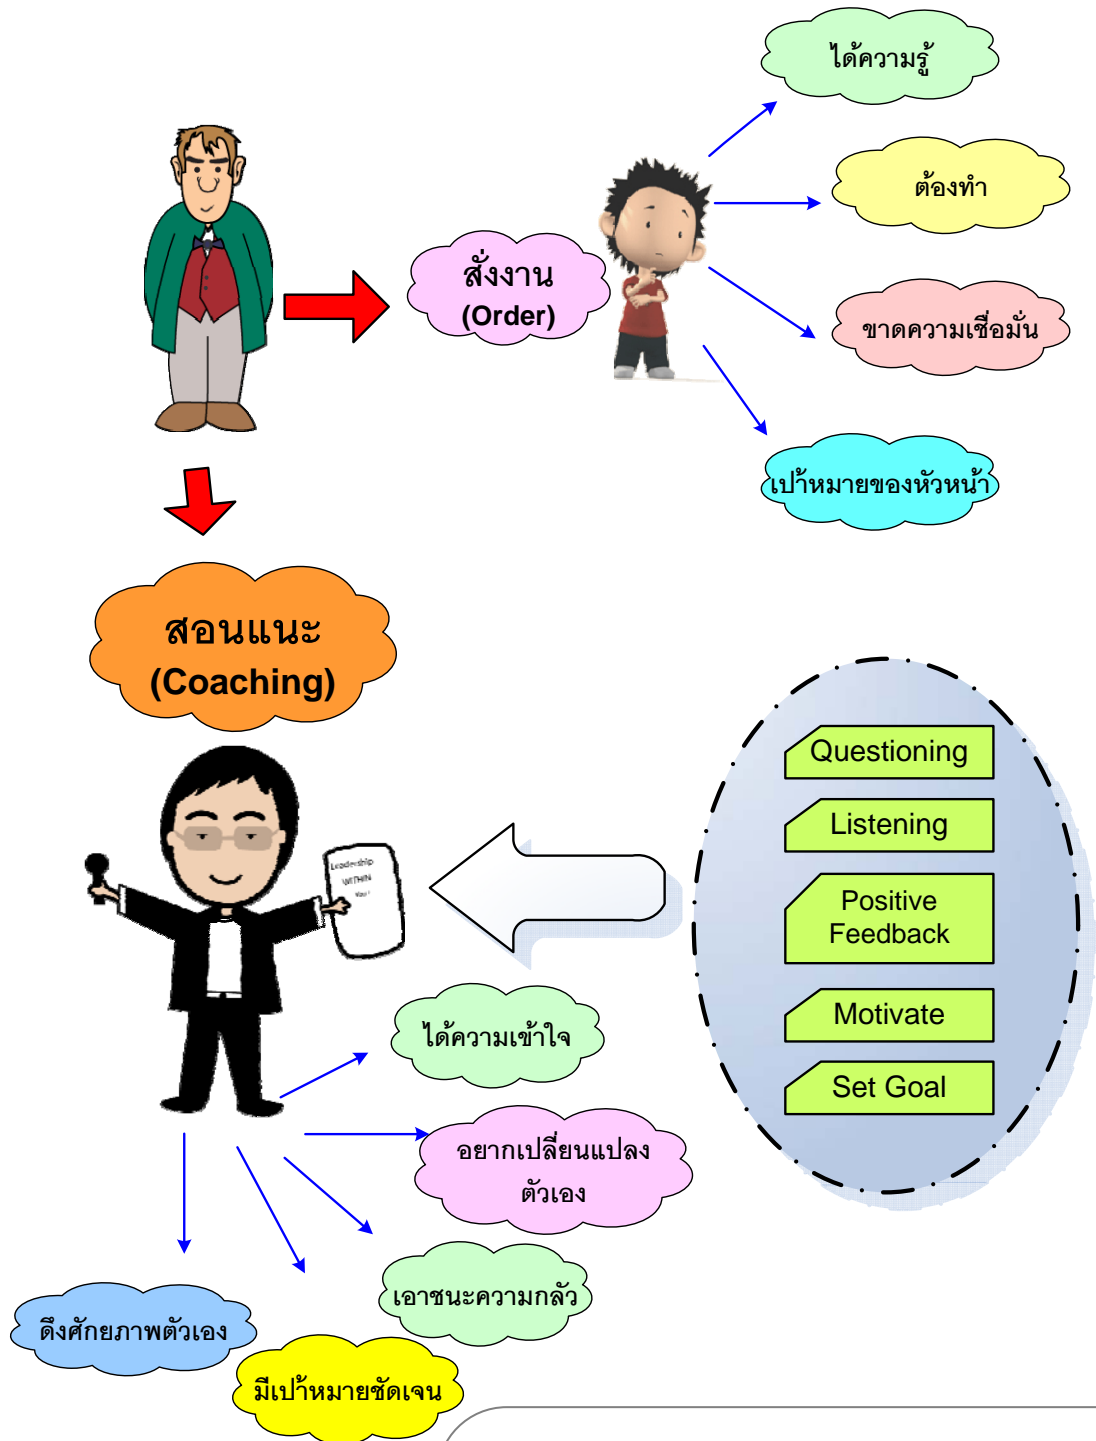 ได้ความรู้
ต้องทำ
สั่งงาน
(Order)
ขาดความเชื่อมั่น
เป้าหมายของหัวหน้า
สอนแนะ
(Coaching)
Questioning
Listening
Positive
Feedback
Motivate
Set Goal
Leadership
WITHIN
You !
ได้ความเข้าใจ
อยากเปลี่ยนแปลง
ตัวเอง
เอาชนะความกลัว
ดึงศักยภาพตัวเอง
มีเป้าหมายชัดเจน